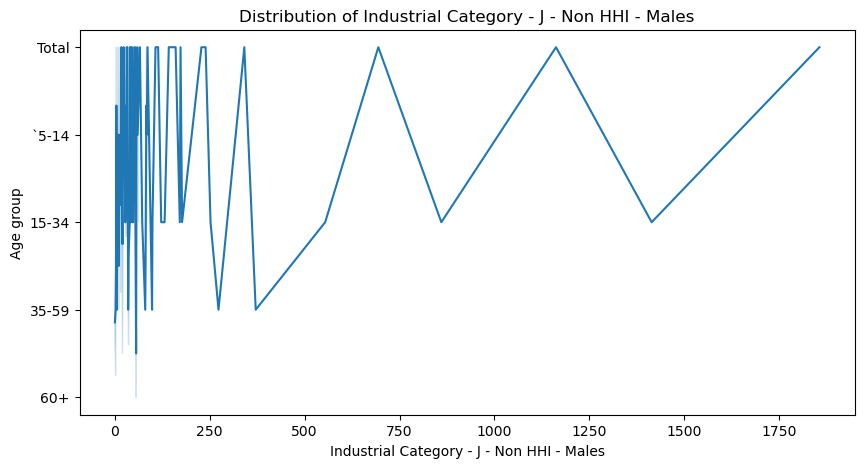 Distribution of Industrial Category - J - Non HHI - Males
Total
`5-14
15-34
35-59
60+
Age group
0 250 500 750 1000 1250 1500 1750
Industrial Category - J - Non HHI - Males